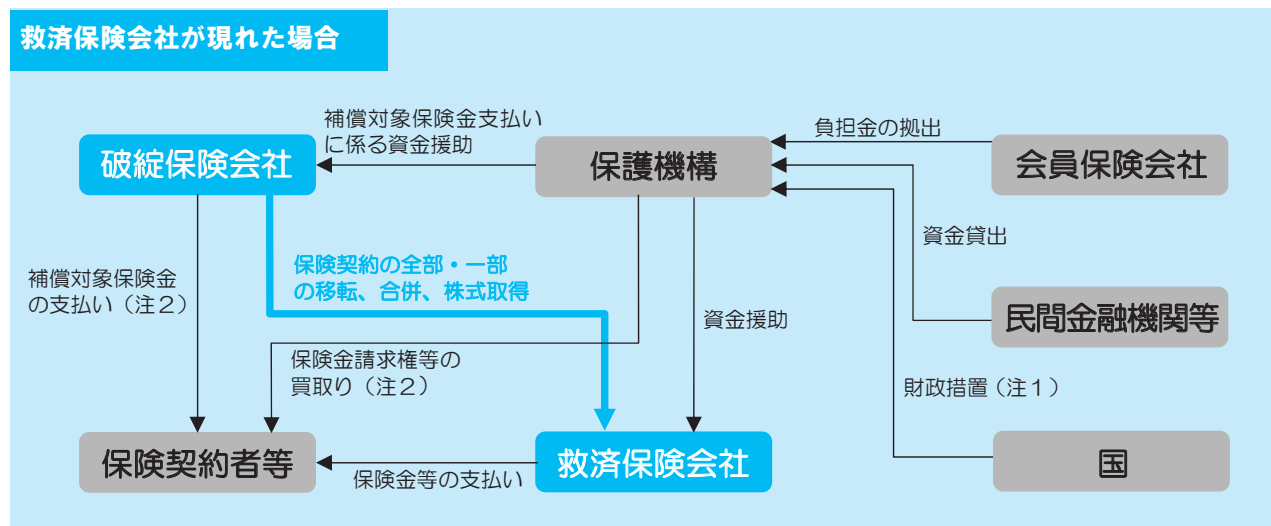 救済保険会社が現れた場合
補償対象保険金支払い
に係る資金援助
負担金の拠出
破綻保険会社
保護機構
会員保険会社
資金貸出
保険契約の全部・一部
の移転、合併、株式取得
補償対象保険金
の支払い（注２）
資金援助
民間金融機関等
保険金請求権等の
買取り（注２）
財政措置（注１）
保険契約者等
救済保険会社
国
保険金等の支払い